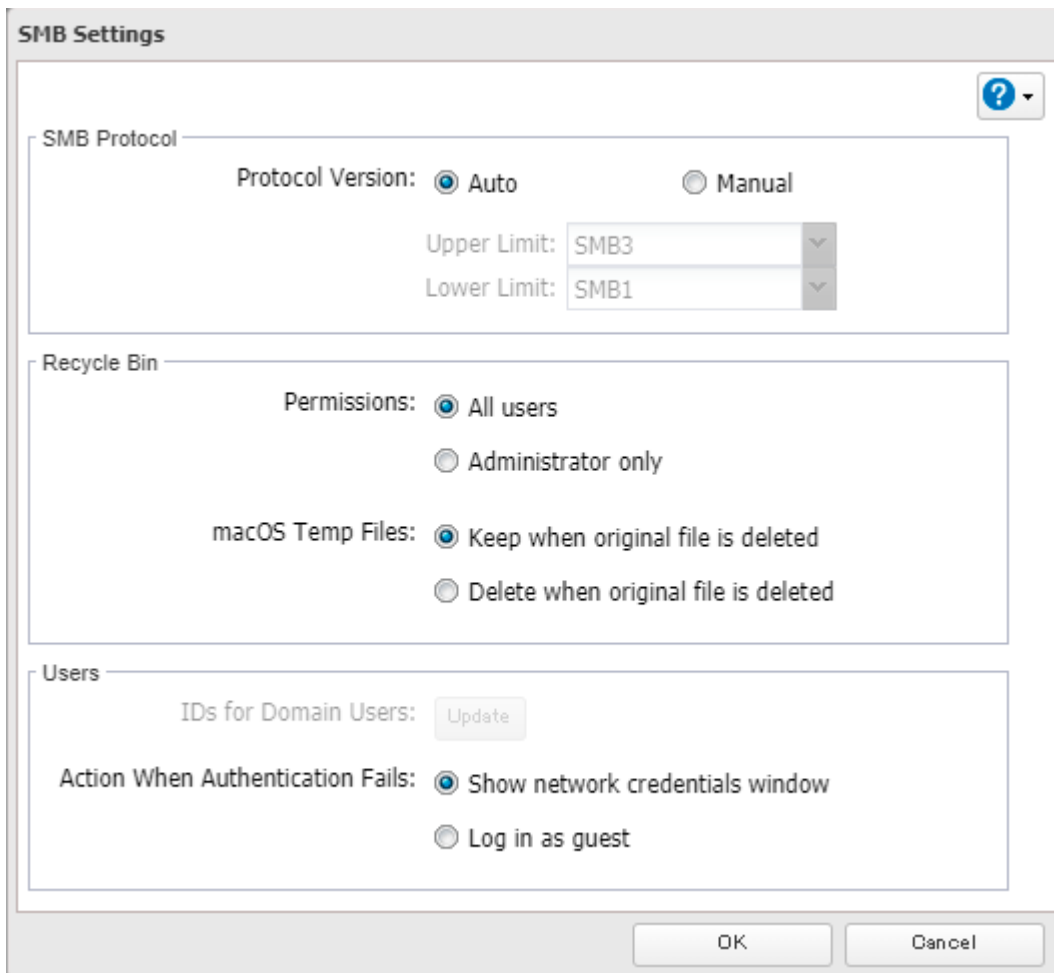 SMB Settings
?
SMB Protocol
Protocol Version: Auto Manual
Upper Limit: SMB3
Lower Limit: SMB1
Recycle Bin
Permissions: All users
Administrator only
macOS Temp Files: Keep when original file is deleted
Delete when original file is deleted
Users
IDs for Domain Users: Update
Action When Authentication Fails: Show network credentials window
Log in as guest
OK Cancel